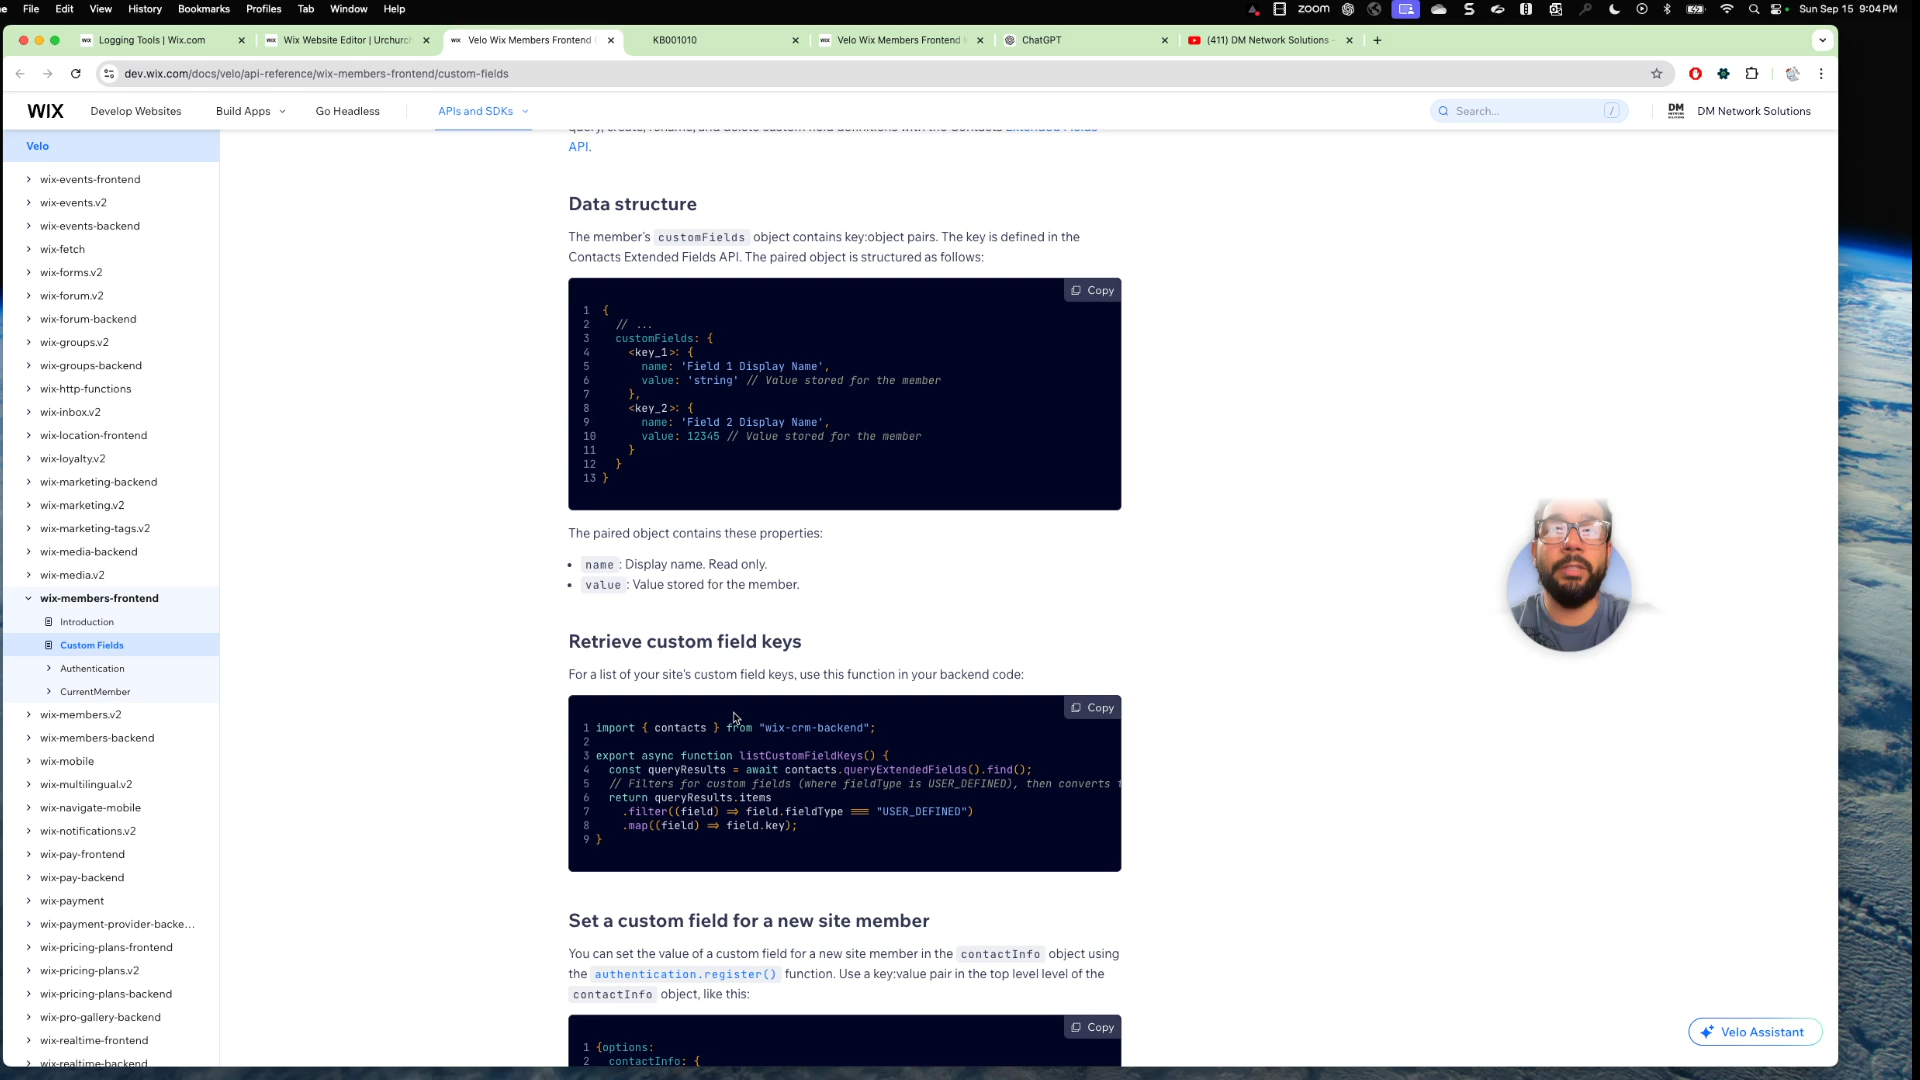 File Edit View History Bookmarks Profiles Tab Window Help
zoom
Sun Sep 15 9:04 PM
Logging Tools | Wix.com
Wix Website Editor | Urchurch
Velo Wix Members Frontend
KB001010
Velo Wix Members Frontend
ChatGPT
(411) DM Network Solutions -
dev.wix.com/docs/velo/api-reference/wix-members-frontend/custom-fields
WIX Develop Websites Build Apps Go Headless APIs and SDKs Search... / DM DM Network Solutions
Velo
wix-events-frontend
wix-events.v2
wix-events-backend
wix-fetch
wix-forms.v2
wix-forum.v2
wix-forum-backend
wix-groups.v2
wix-groups-backend
wix-http-functions
wix-inbox.v2
wix-location-frontend
wix-loyalty.v2
wix-marketing-backend
wix-marketing.v2
wix-marketing-tags.v2
wix-media-backend
wix-media.v2
wix-members-frontend
Introduction
Custom Fields
Authentication
CurrentMember
wix-members.v2
wix-members-backend
wix-mobile
wix-multilingual.v2
wix-navigate-mobile
wix-notifications.v2
wix-pay-frontend
wix-pay-backend
wix-payment
wix-payment-provider-backe...
wix-pricing-plans-frontend
wix-pricing-plans.v2
wix-pricing-plans-backend
wix-pro-gallery-backend
wix-realtime-frontend
wix-realtime-backend
query, create, rename, and delete custom field definitions with the Contacts Extended Fields
API.
Data structure
The member's customFields object contains key:object pairs. The key is defined in the
Contacts Extended Fields API. The paired object is structured as follows:
Copy
1 {
2 // ...
3 customFields: {
4 <key_1>: {
5 name: 'Field 1 Display Name',
6 value: 'string' // Value stored for the member
7 },
8 <key_2>: {
9 name: 'Field 2 Display Name',
10 value: 12345 // Value stored for the member
11 }
12 }
13 }
The paired object contains these properties:
• name : Display name. Read only.
• value : Value stored for the member.
Retrieve custom field keys
For a list of your site's custom field keys, use this function in your backend code:
Copy
1 import { contacts } from "wix-crm-backend";
2
3 export async function listCustomFieldKeys() {
4 const queryResults = await contacts.queryExtendedFields().find();
5 // Filters for custom fields (where fieldType is USER_DEFINED), then converts
6 return queryResults.items
7 .filter((field) => field.fieldType === "USER_DEFINED")
8 .map((field) => field.key);
9 }
Set a custom field for a new site member
You can set the value of a custom field for a new site member in the contactInfo object using
the authentication.register() function. Use a key:value pair in the top level level of the
contactInfo object, like this:
Copy
1 {options:
2 contactInfo: {
Velo Assistant